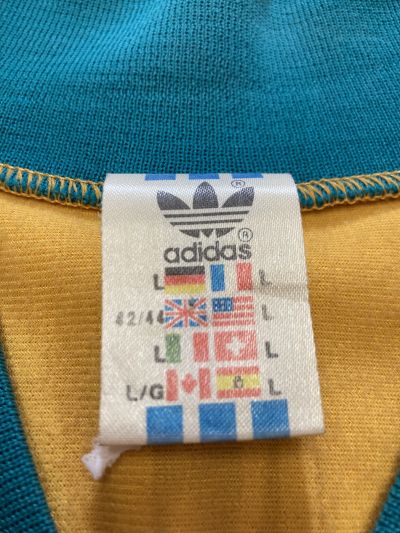 ®
adidas®
L L
42/44 L
L L
L/G L